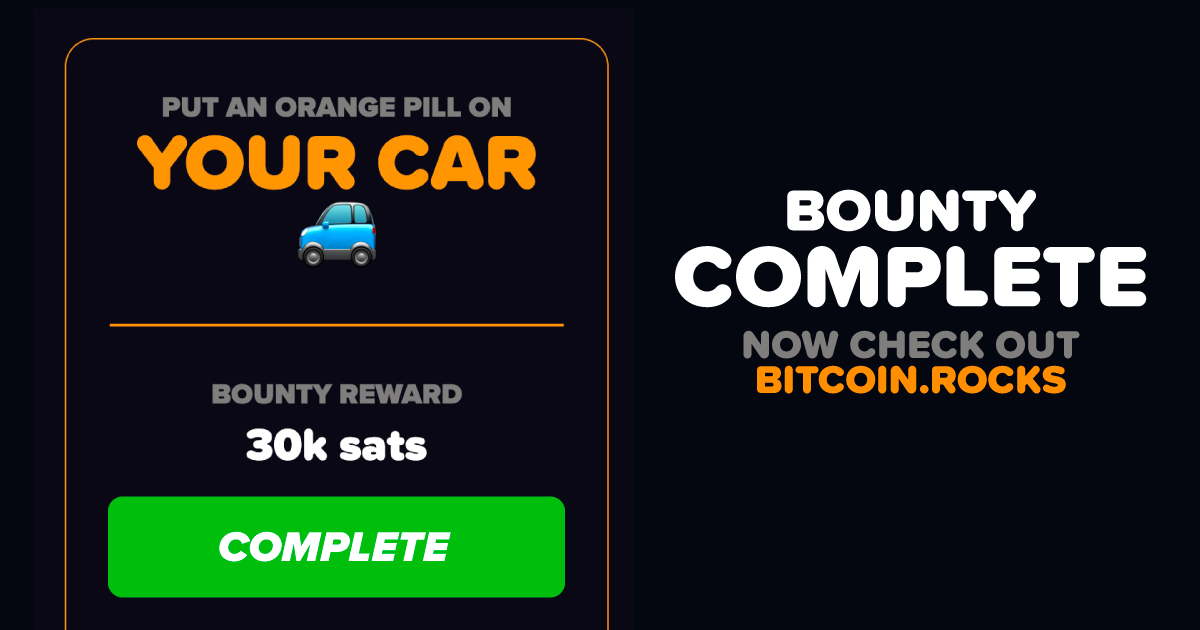 PUT AN ORANGE PILL ON
YOUR CAR
BOUNTY REWARD
30k sats
COMPLETE
BOUNTY
COMPLETE
NOW CHECK OUT
BITCOIN.ROCKS